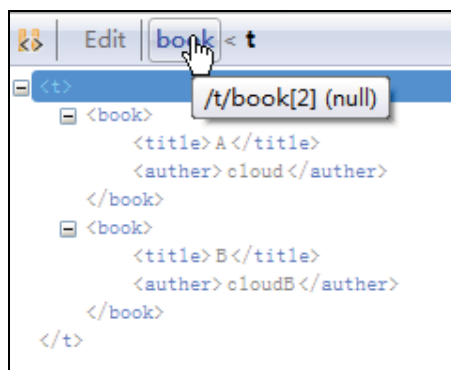 Edit book < t
/t/book[2] (null)
<t>
<book>
<title>A</title>
<auther>cloud</auther>
</book>
<book>
<title>B</title>
<auther>cloudB</auther>
</book>
</t>